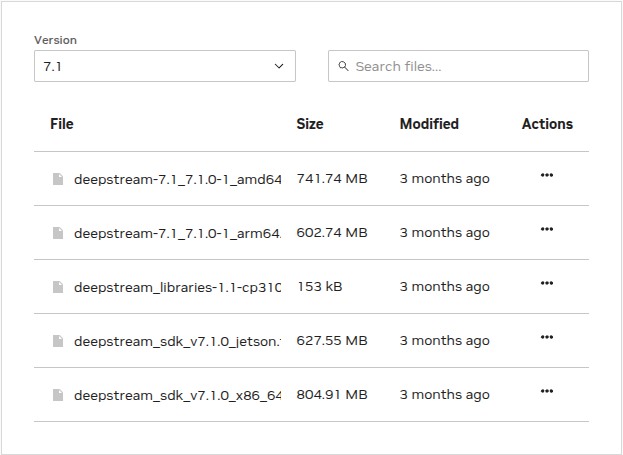 Version
7.1
Search files...
File Size Modified Actions
deepstream-7.1_7.1.0-1_amd64 741.74 MB 3 months ago
deepstream-7.1_7.1.0-1_arm64. 602.74 MB 3 months ago
deepstream_libraries-1.1-cp310 153 kB 3 months ago
deepstream_sdk_v7.1.0_jetson. 627.55 MB 3 months ago
deepstream_sdk_v7.1.0_x86_64 804.91 MB 3 months ago